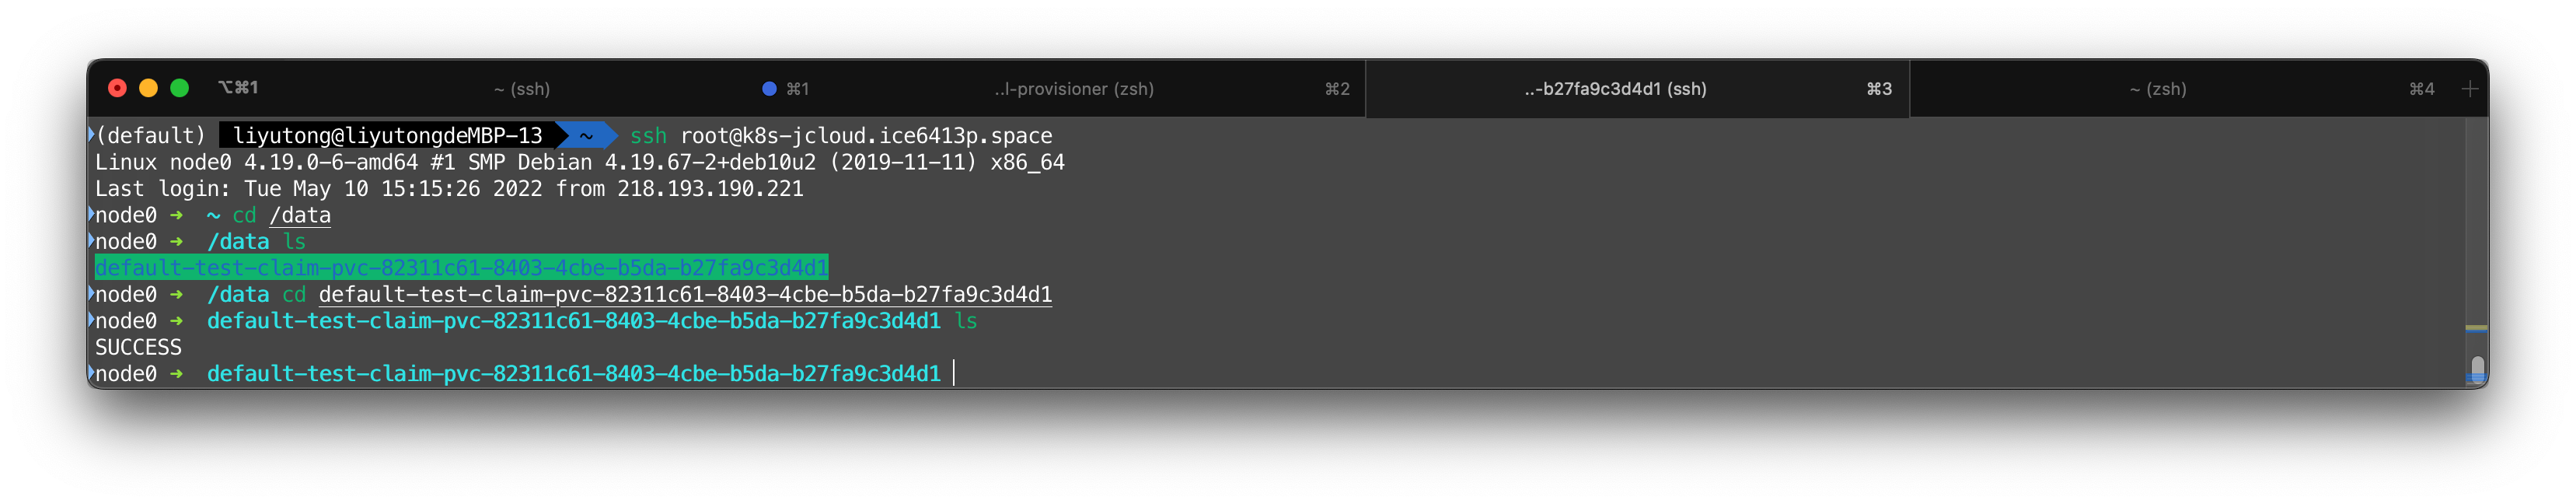 ⌥⌘1 ~ (ssh) ⌘1 ..l-provisioner (zsh) ⌘2 ..-b27fa9c3d4d1 (ssh) ⌘3 ~ (zsh) ⌘4 +
(default) liyutong@liyutongdeMBP-13 ~ ssh root@k8s-jcloud.ice6413p.space
Linux node0 4.19.0-6-amd64 #1 SMP Debian 4.19.67-2+deb10u2 (2019-11-11) x86_64
Last login: Tue May 10 15:15:26 2022 from 218.193.190.221
node0 → ~ cd /data
node0 → /data ls
default-test-claim-pvc-82311c61-8403-4cbe-b5da-b27fa9c3d4d1
node0 → /data cd default-test-claim-pvc-82311c61-8403-4cbe-b5da-b27fa9c3d4d1
node0 → default-test-claim-pvc-82311c61-8403-4cbe-b5da-b27fa9c3d4d1 ls
SUCCESS
node0 → default-test-claim-pvc-82311c61-8403-4cbe-b5da-b27fa9c3d4d1